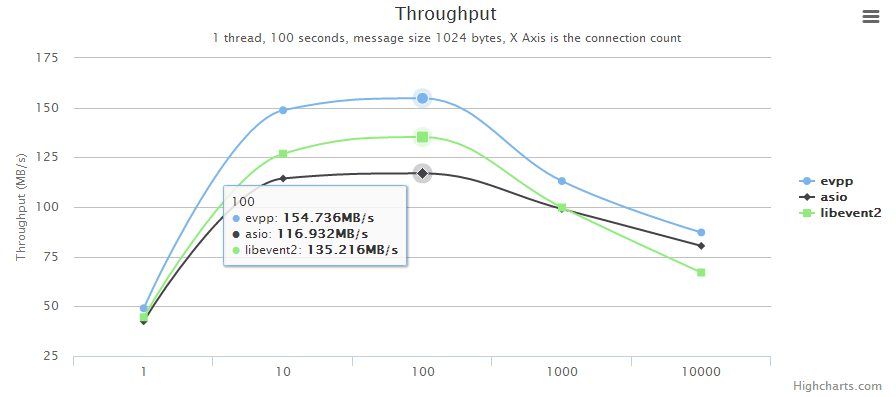 Throughput
1 thread, 100 seconds, message size 1024 bytes, X Axis is the connection count
Throughput (MB/s)
175
150
125
100
75
50
25
100
evpp: 154.736MB/s
asio: 116.932MB/s
libevent2: 135.216MB/s
evpp
asio
libevent2
1 10 100 1000 10000
Highcharts.com